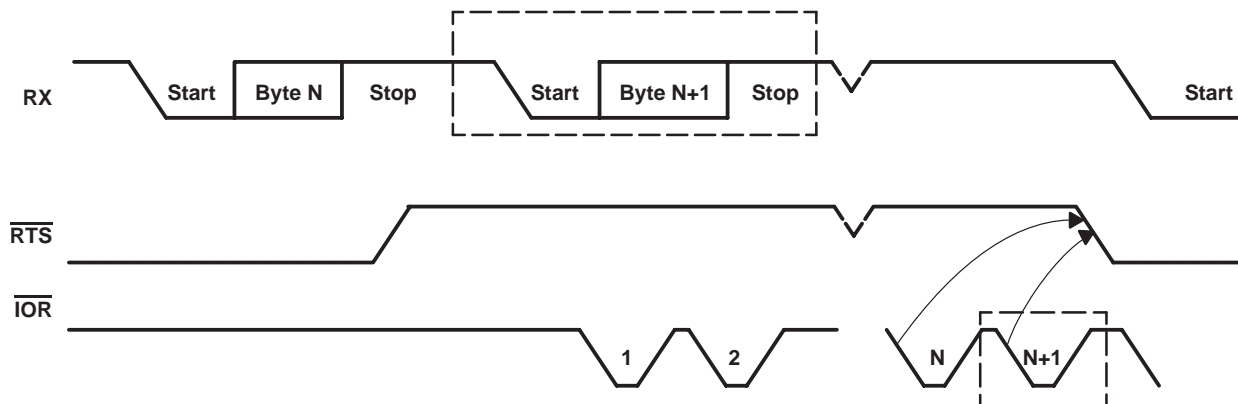 RX Start Byte N Stop Start Byte N+1 Stop Start
RTS
IOR
1 2 N N+1